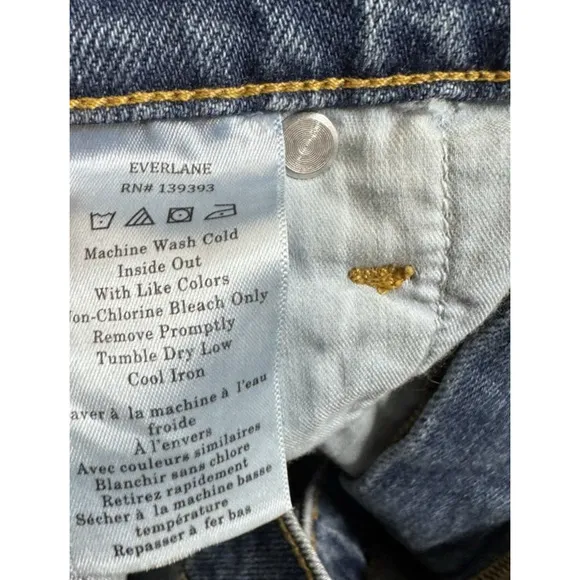 EVERLANE
RN# 139393
Machine Wash Cold
Inside Out
With Like Colors
on-Chlorine Bleach Only
Remove Promptly
Tumble Dry Low
Cool Iron
aver à la machine à l'eau
froide
À l'envers
Avec couleurs similaires
Blanchir sans chlore
Retirez rapidement
Sécher à la machine basse
température
Repasser à fer bas